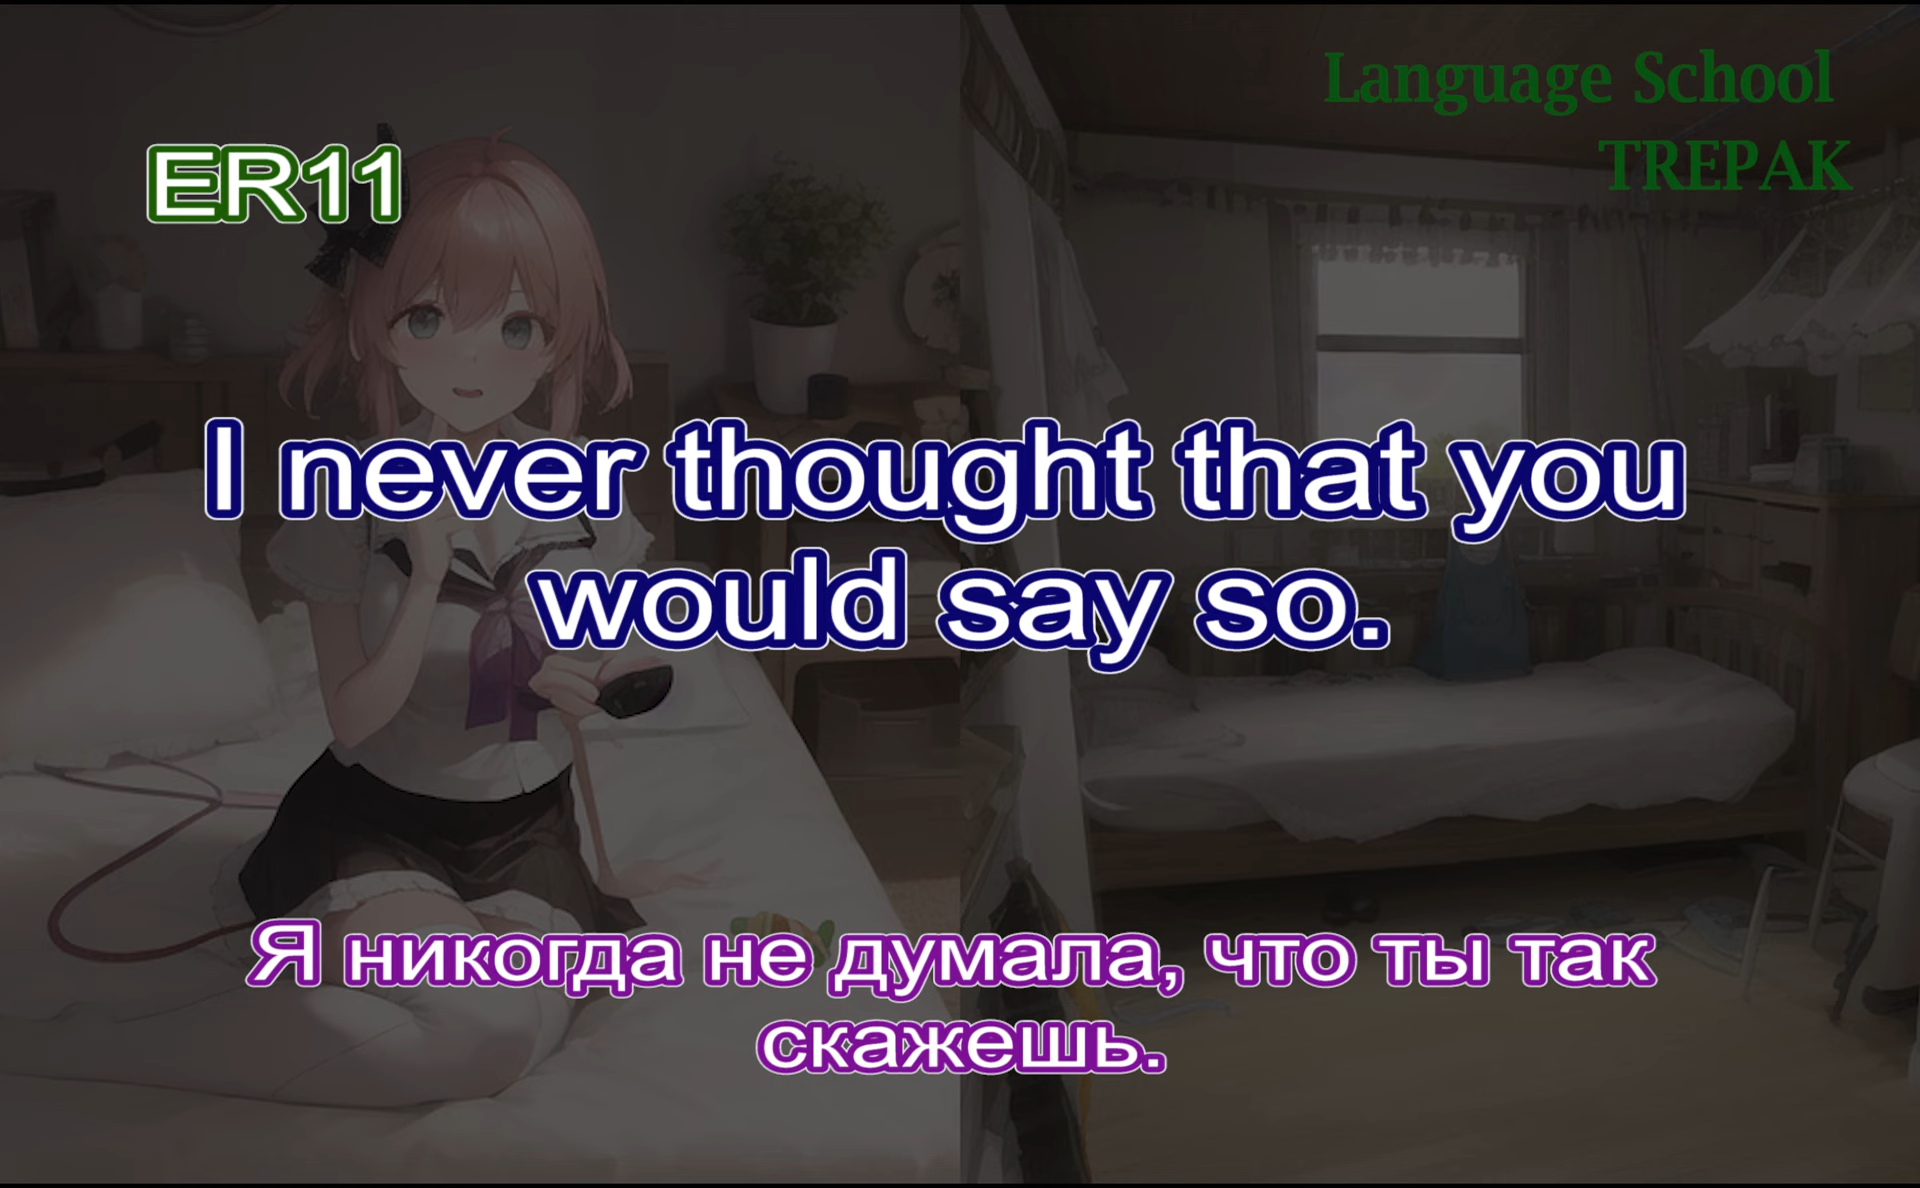 Language School
TREPAK
ER11
I never thought that you
would say so.
Я никогда не думала, что ты так
скажешь.